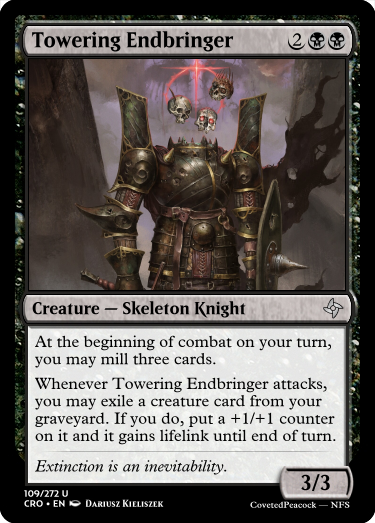 Towering Endbringer 2
Creature — Skeleton Knight
At the beginning of combat on your turn,
you may mill three cards.
Whenever Towering Endbringer attacks,
you may exile a creature card from your
graveyard. If you do, put a +1/+1 counter
on it and it gains lifelink until end of turn.
Extinction is an inevitability.
3/3
109/272 U
CRO • EN Dariusz Kieliszek
CovetedPeacock — NFS